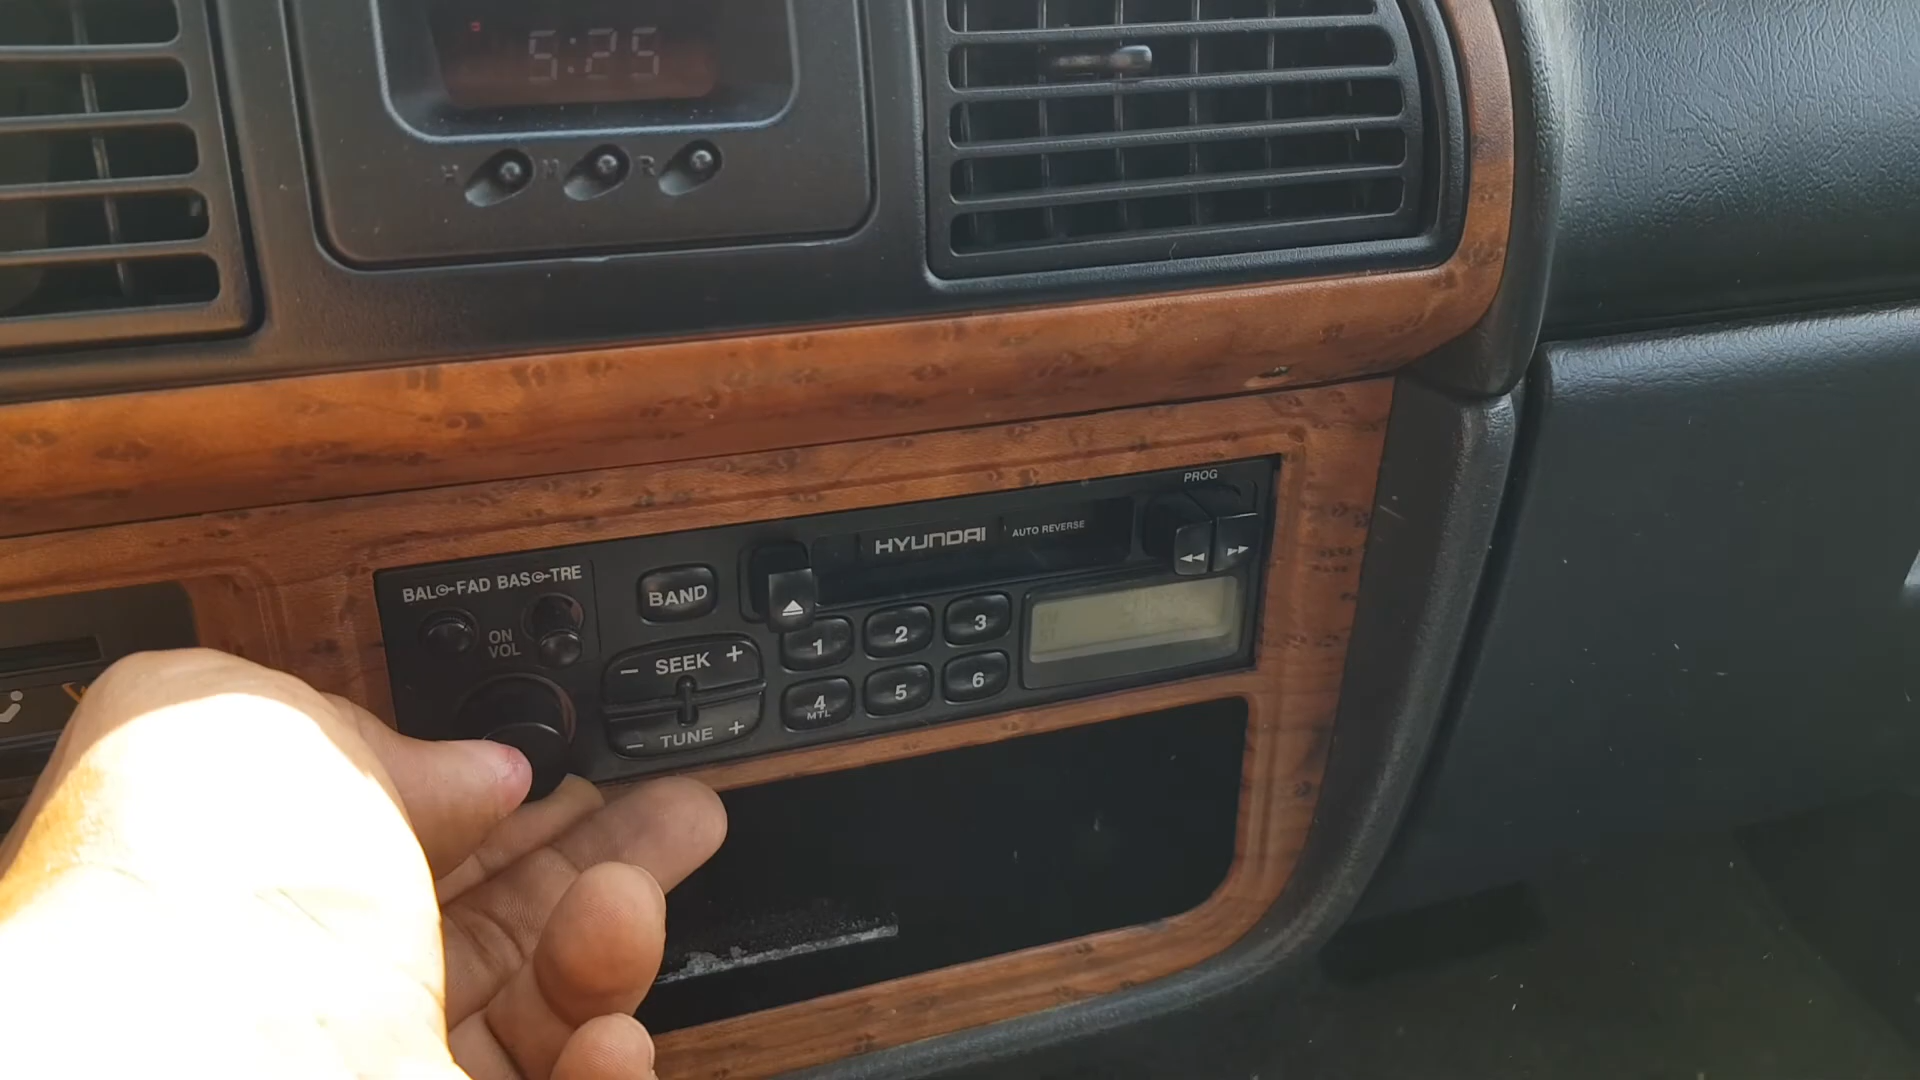 5:25
H M R
PROG
HYUNDAI AUTO REVERSE
BAL FAD BAS TRE
BAND
ON
VOL
- SEEK +
1 2 3
4 5 6
MTL
- TUNE +